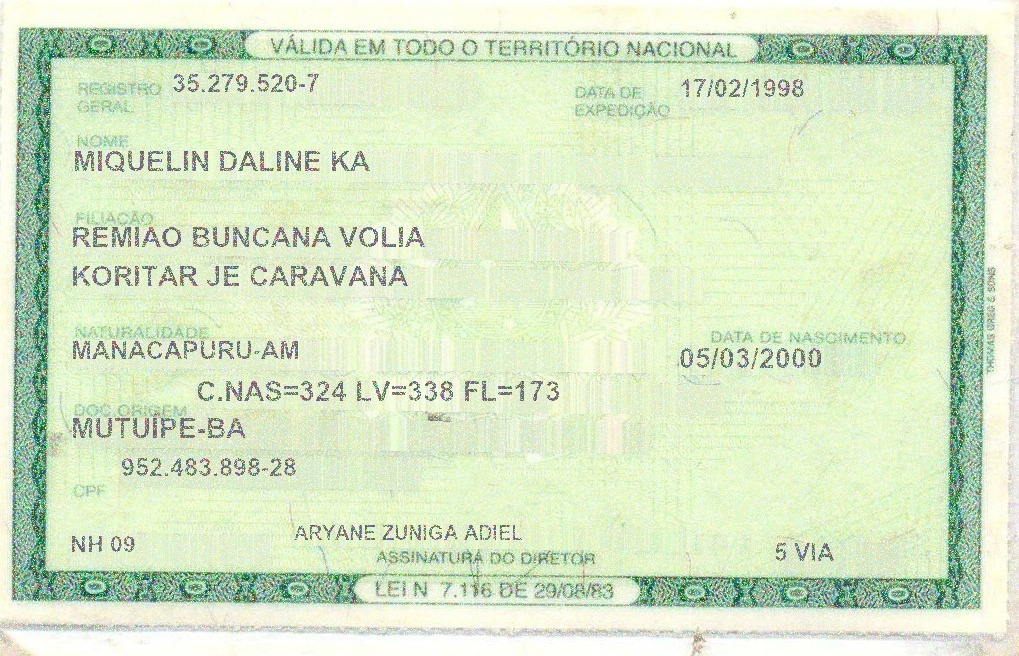 VÁLIDA EM TODO O TERRITÓRIO NACIONAL
REGISTRO GERAL 35.279.520-7 DATA DE EXPEDIÇÃO 17/02/1998
NOME
MIQUELIN DALINE KA
FILIAÇÃO
REMIAO BUNCANA VOLIA
KORITAR JE CARAVANA
NATURALIDADE DATA DE NASCIMENTO
MANACAPURU-AM 05/03/2000
C.NAS=324 LV=338 FL=173
DOC.ORIGEM
MUTUÍPE-BA
952.483.898-28
CPF
NH 09 ARYANE ZUNIGA ADIEL 5 VIA
ASSINATURA DO DIRETOR
LEI N 7.116 DE 29/08/83
THOMAS GREG & SONS